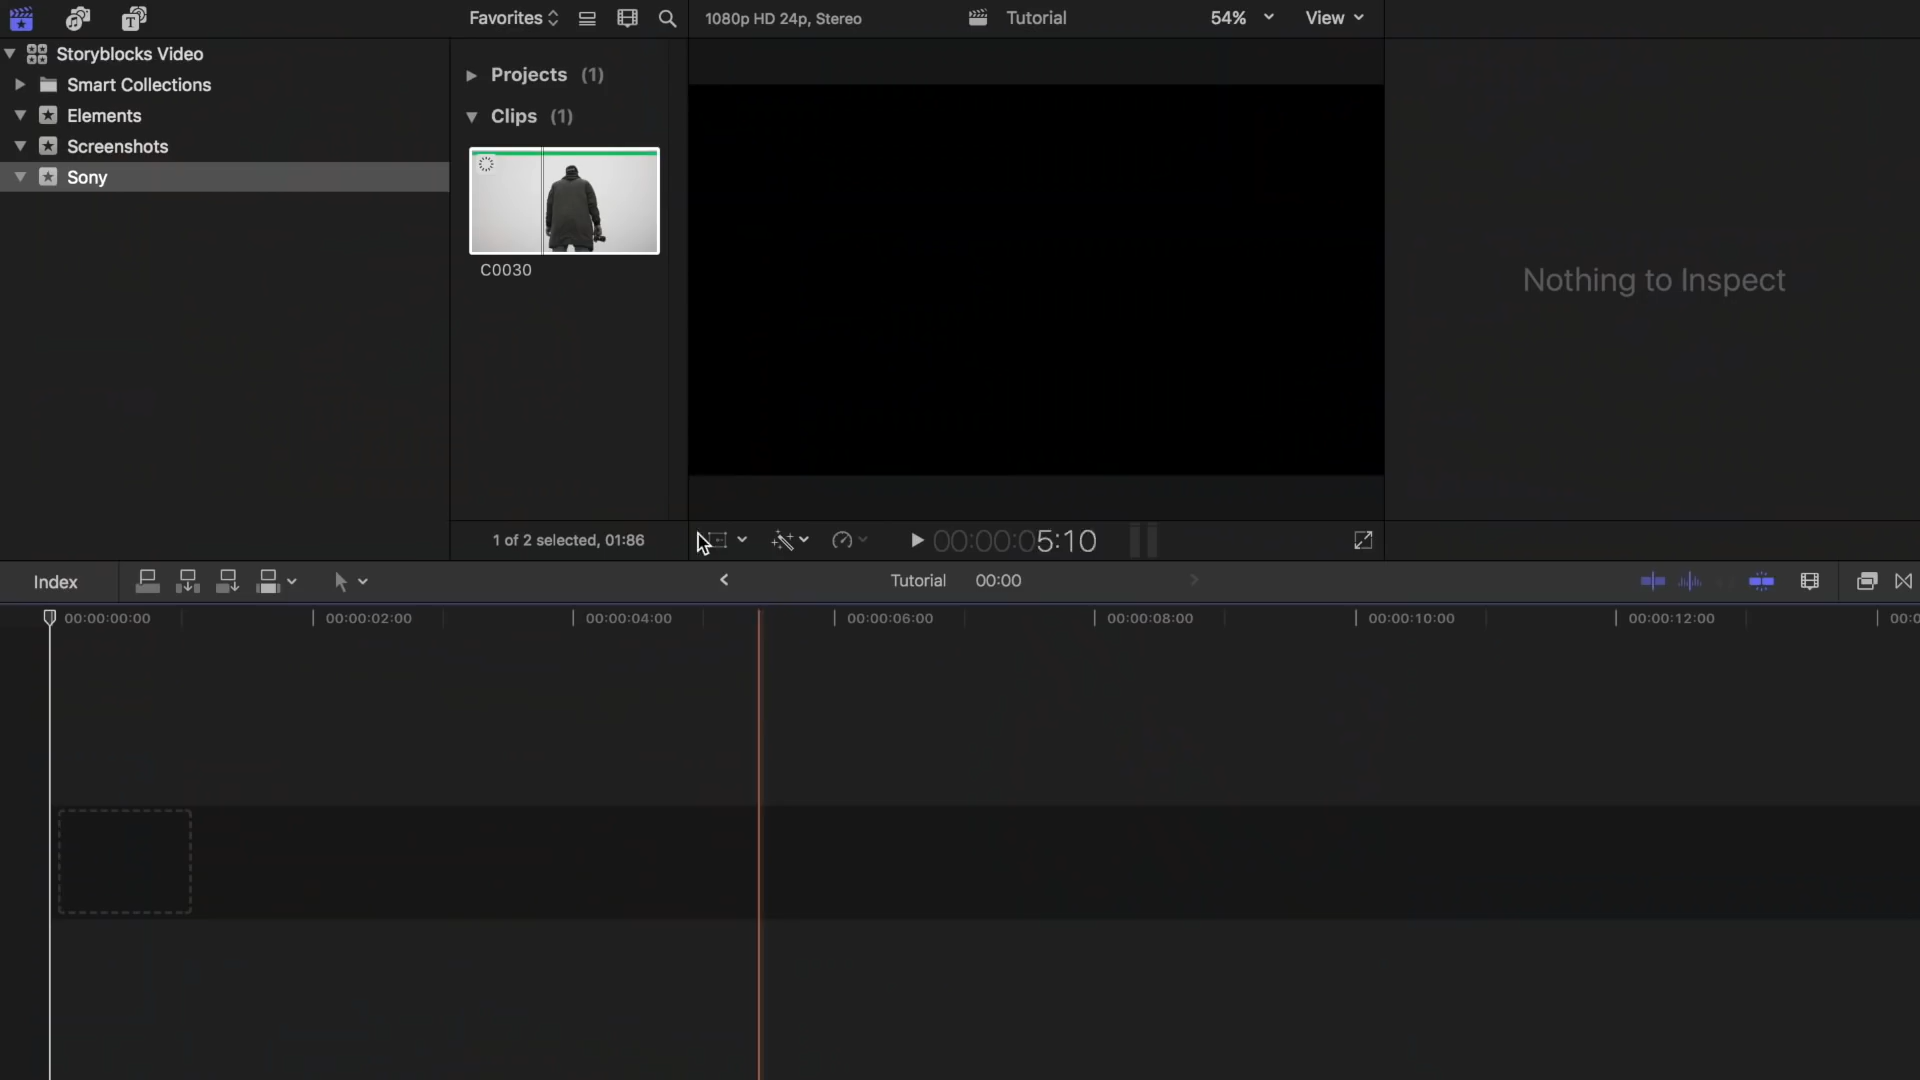 Favorites
1080p HD 24p, Stereo
Tutorial
54%
View
Storyblocks Video
Smart Collections
Elements
Screenshots
Sony
Projects (1)
Clips (1)
C0030
Nothing to Inspect
1 of 2 selected, 01:86
00:00:05:10
Index
Tutorial 00:00
00:00:00:00
00:00:02:00
00:00:04:00
00:00:06:00
00:00:08:00
00:00:10:00
00:00:12:00
00:0